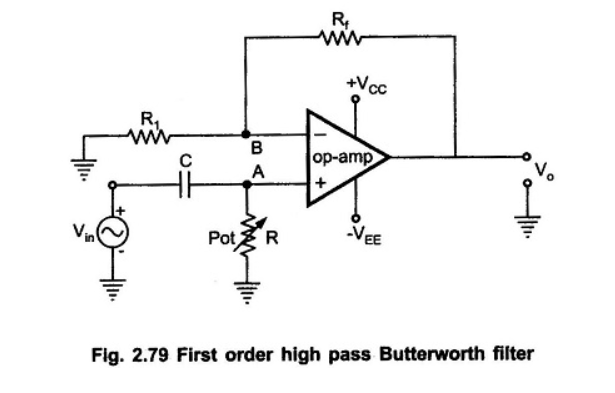 Rf
+VCC
R1
B
−
op-amp
C
A
+
Vo
+
Vin
-
Pot
R
-VEE
Fig. 2.79 First order high pass Butterworth filter